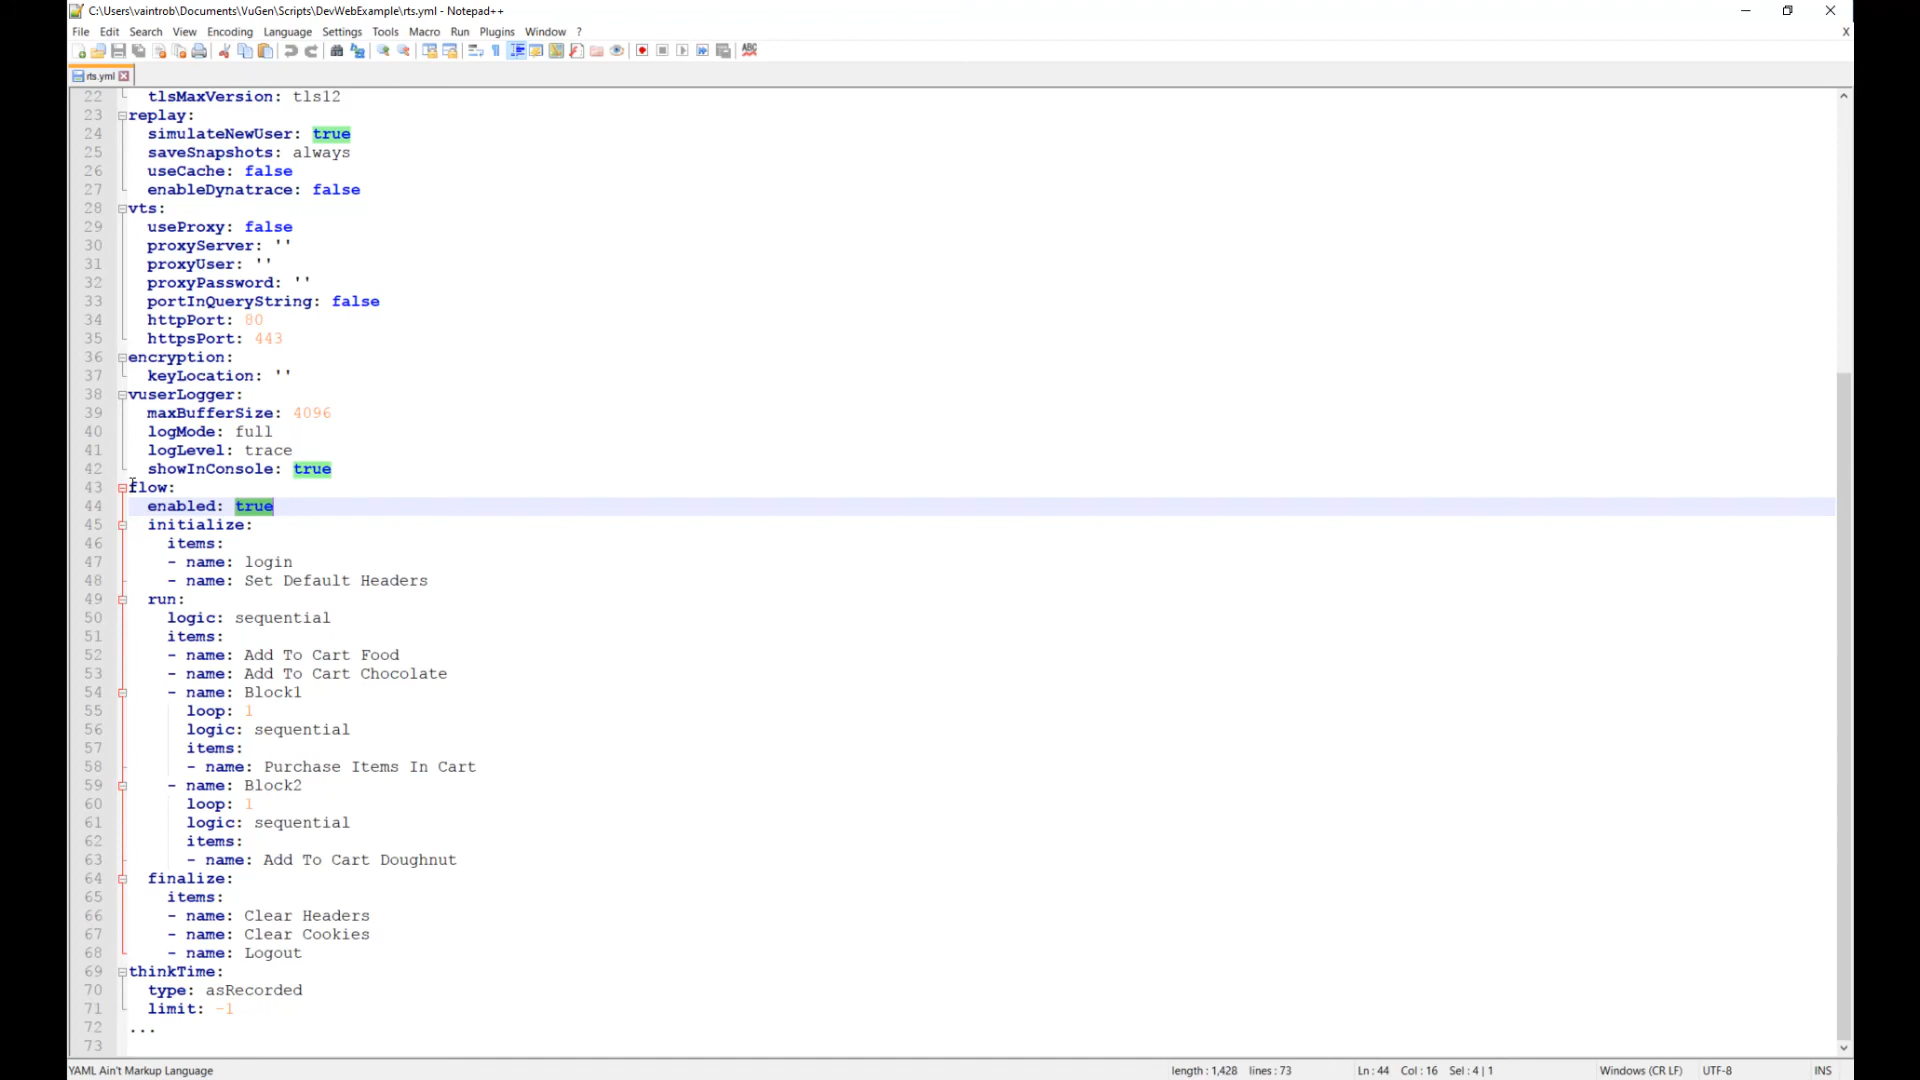 C:\Users\vaintrob\Documents\VuGen\Scripts\DevWebExample\rts.yml - Notepad++
File Edit Search View Encoding Language Settings Tools Macro Run Plugins Window ?
X
ABC
rts.yml
22 tlsMaxVersion: tls12
23 replay:
24 simulateNewUser: true
25 saveSnapshots: always
26 useCache: false
27 enableDynatrace: false
28 vts:
29 useProxy: false
30 proxyServer: ''
31 proxyUser: ''
32 proxyPassword: ''
33 portInQueryString: false
34 httpPort: 80
35 httpsPort: 443
36 encryption:
37 keyLocation: ''
38 vuserLogger:
39 maxBufferSize: 4096
40 logMode: full
41 logLevel: trace
42 showInConsole: true
43 flow:
44 enabled: true
45 initialize:
46 items:
47 - name: login
48 - name: Set Default Headers
49 run:
50 logic: sequential
51 items:
52 - name: Add To Cart Food
53 - name: Add To Cart Chocolate
54 - name: Block1
55 loop: 1
56 logic: sequential
57 items:
58 - name: Purchase Items In Cart
59 - name: Block2
60 loop: 1
61 logic: sequential
62 items:
63 - name: Add To Cart Doughnut
64 finalize:
65 items:
66 - name: Clear Headers
67 - name: Clear Cookies
68 - name: Logout
69 thinkTime:
70 type: asRecorded
71 limit: -1
72 ...
73
YAML Ain't Markup Language length : 1,428 lines : 73 Ln : 44 Col : 16 Sel : 4 | 1 Windows (CR LF) UTF-8 INS